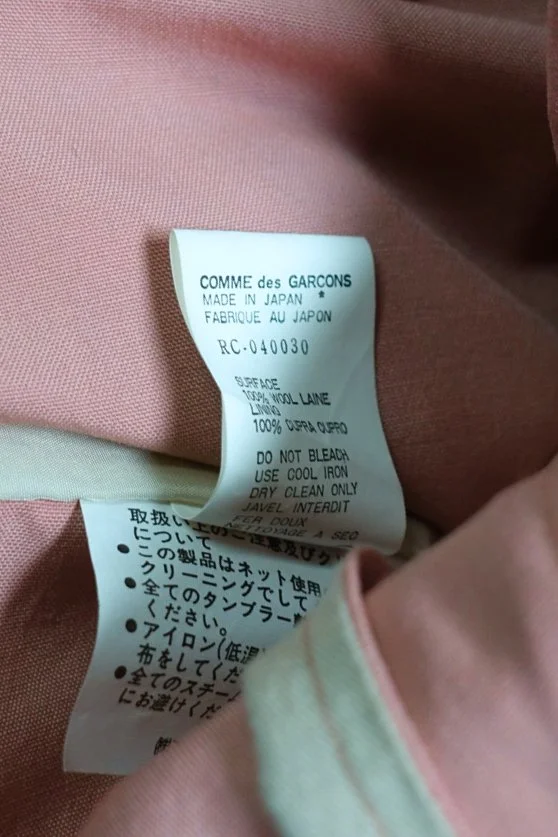 COMME des GARCONS
MADE IN JAPAN *
FABRIQUE AU JAPON
RC-040030
SURFACE
100% WOOL LAINE
LINING
100% CUPRA CUPRO
DO NOT BLEACH
USE COOL IRON
DRY CLEAN ONLY
JAVEL INTERDIT
FER DOUX
NETTOYAGE A SEC
取扱い上のご注意及びク
について
●この製品はネット使用
クリーニングでして
●全てのタンブラー
ください。
●アイロン(低温
布をしてくだ
●全てのスチー
にお避けくだ
㈱